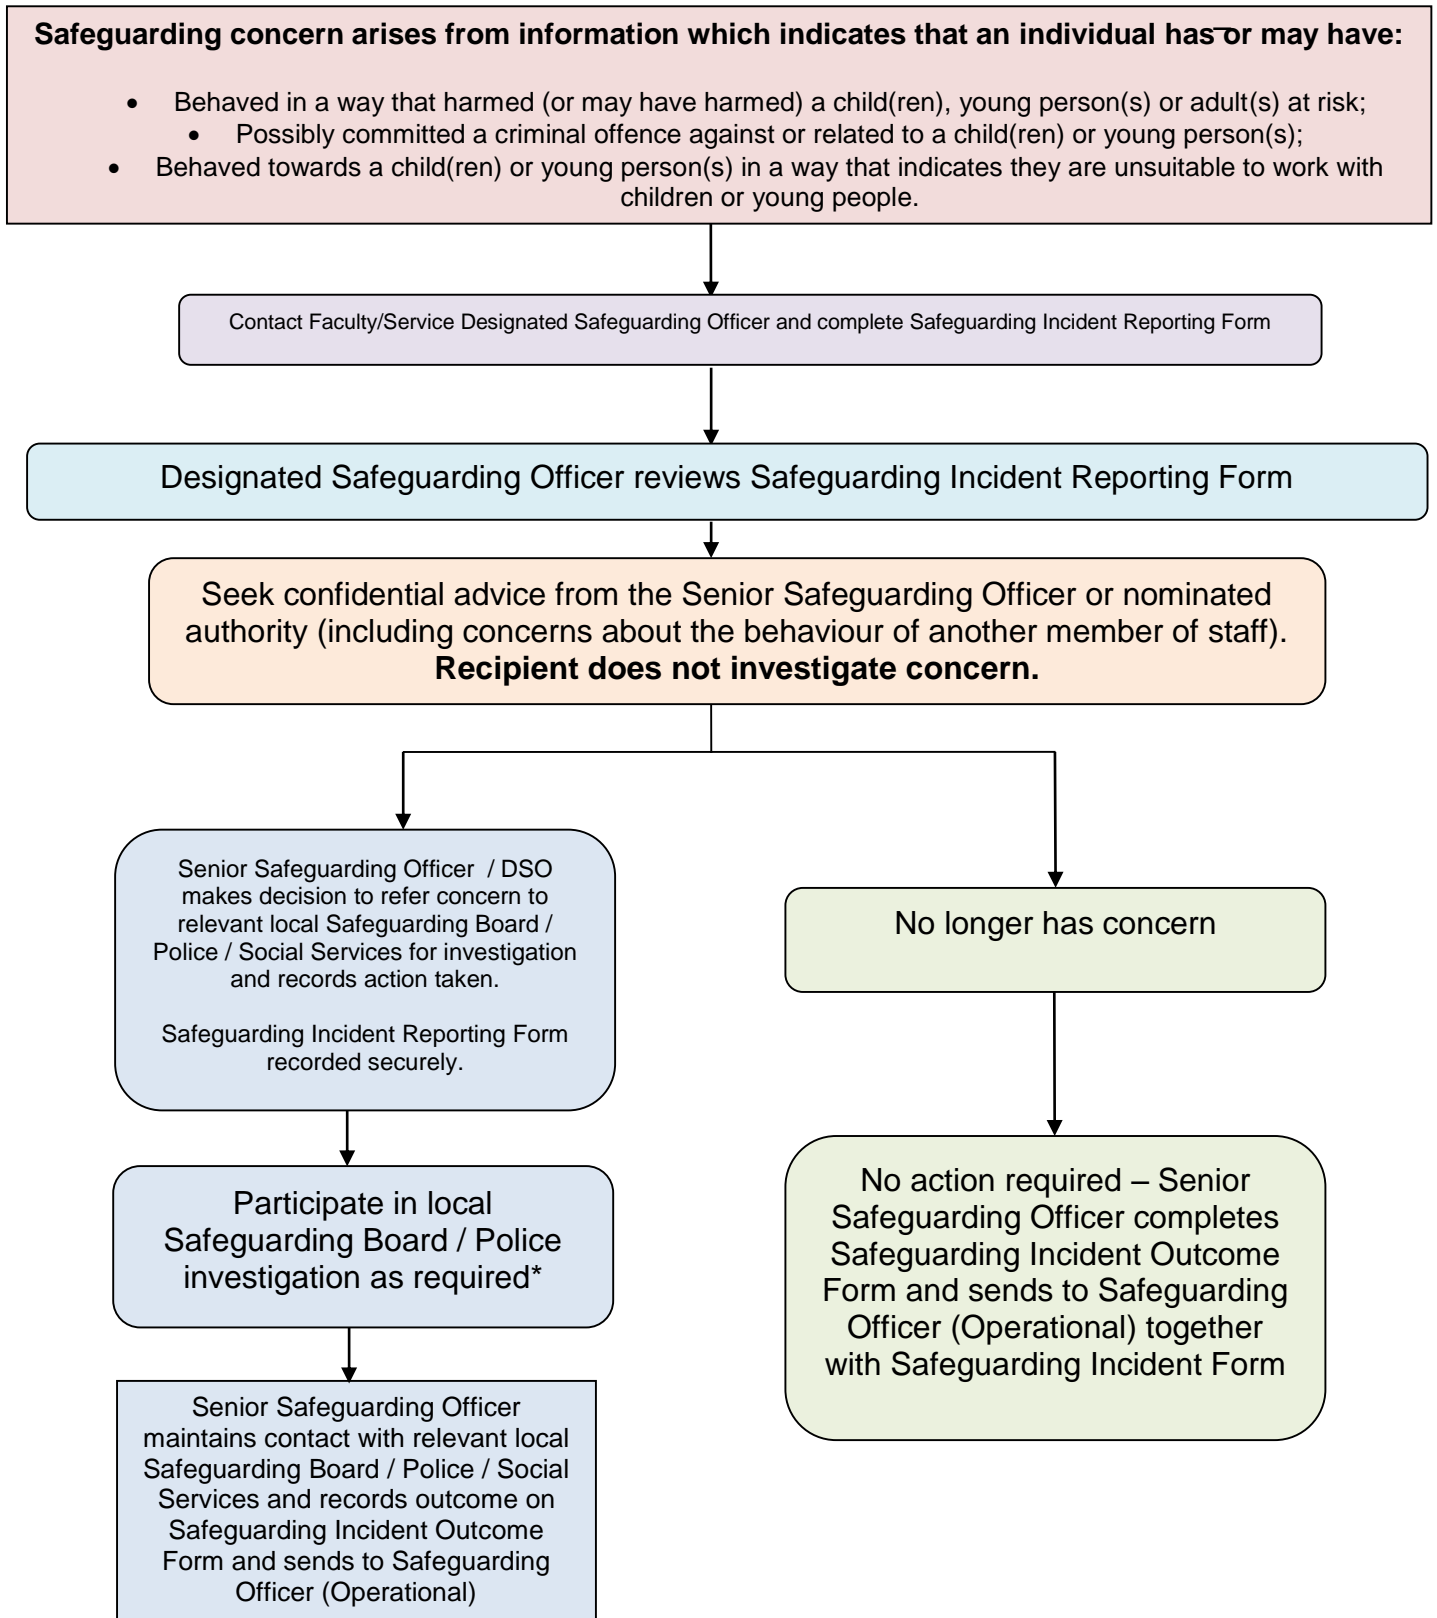 Safeguarding concern arises from information which indicates that an individual has or may have:
• Behaved in a way that harmed (or may have harmed) a child(ren), young person(s) or adult(s) at risk;
• Possibly committed a criminal offence against or related to a child(ren) or young person(s);
• Behaved towards a child(ren) or young person(s) in a way that indicates they are unsuitable to work with
children or young people.
Contact Faculty/Service Designated Safeguarding Officer and complete Safeguarding Incident Reporting Form
Designated Safeguarding Officer reviews Safeguarding Incident Reporting Form
Seek confidential advice from the Senior Safeguarding Officer or nominated
authority (including concerns about the behaviour of another member of staff).
Recipient does not investigate concern.
Senior Safeguarding Officer / DSO
makes decision to refer concern to
relevant local Safeguarding Board /
Police / Social Services for investigation
and records action taken.
Safeguarding Incident Reporting Form
recorded securely.
Participate in local
Safeguarding Board / Police
investigation as required*
Senior Safeguarding Officer
maintains contact with relevant local
Safeguarding Board / Police / Social
Services and records outcome on
Safeguarding Incident Outcome
Form and sends to Safeguarding
Officer (Operational)
No longer has concern
No action required – Senior
Safeguarding Officer completes
Safeguarding Incident Outcome
Form and sends to Safeguarding
Officer (Operational) together
with Safeguarding Incident Form